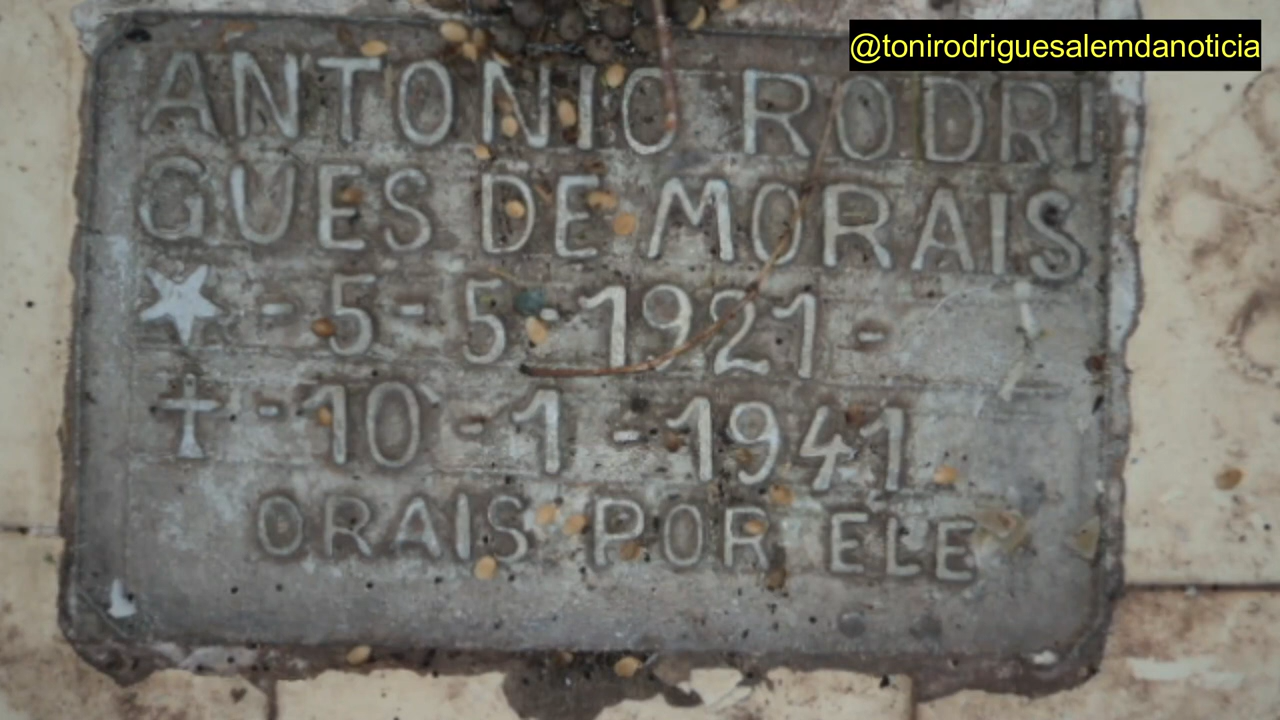 @tonirodriguesalemdanoticia
ANTONIO RODRI
GUES DE MORAIS
- 5 - 5 - 1921 -
- 10 - 1 - 1941
ORAIS POR ELE